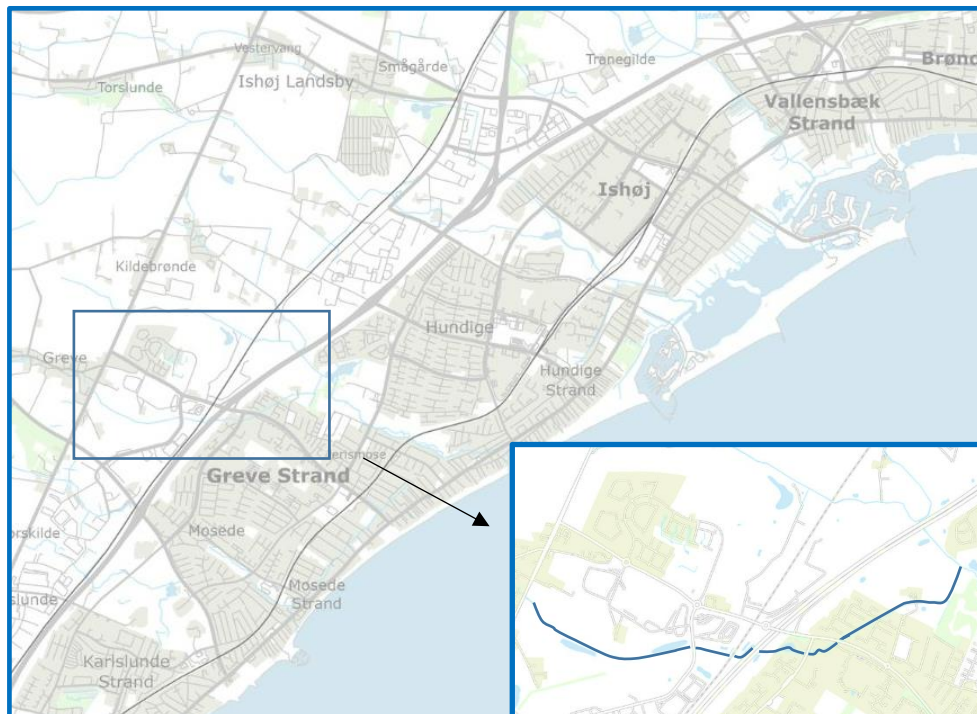 Vestervang
Smågårde
Tranegilde
Brønd
Torslunde
Ishøj Landsby
Vallensbæk
Strand
Ishøj
Kildebrønde
Hundige
Greve
Hundige
Strand
Greve Strand
Mosede
Mosede
Strand
slunde
Karlslunde
Strand